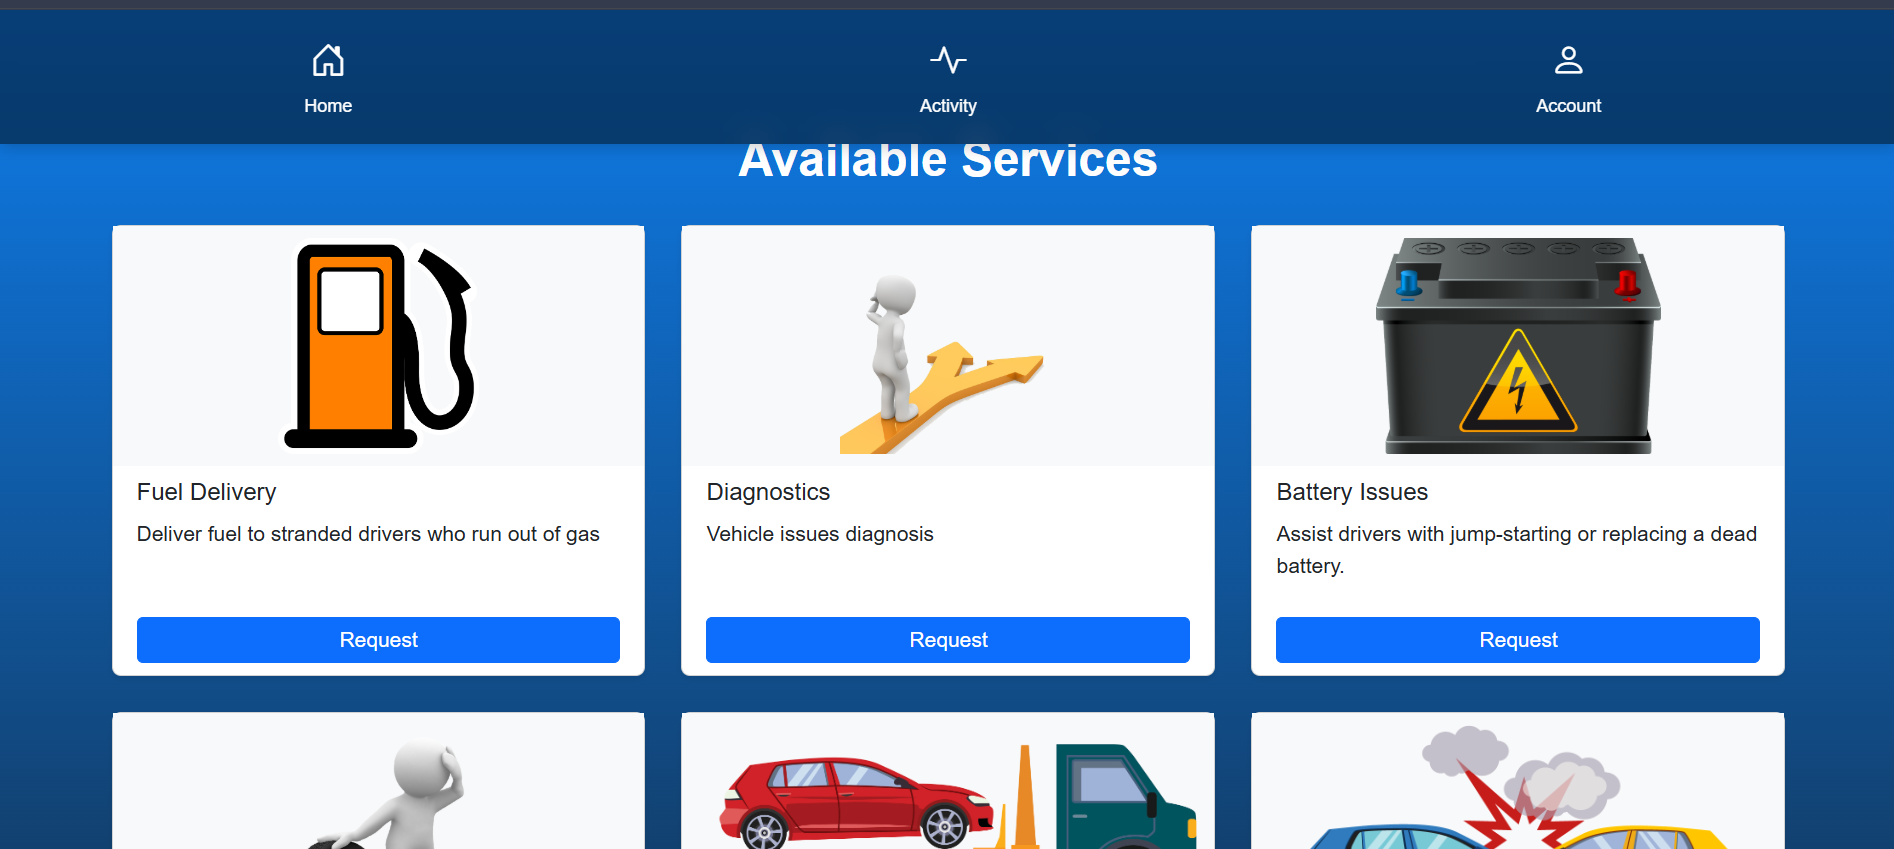 Home
Activity
Account
Available Services
Fuel Delivery
Deliver fuel to stranded drivers who run out of gas
Request
Diagnostics
Vehicle issues diagnosis
Request
Battery Issues
Assist drivers with jump-starting or replacing a dead
battery.
Request